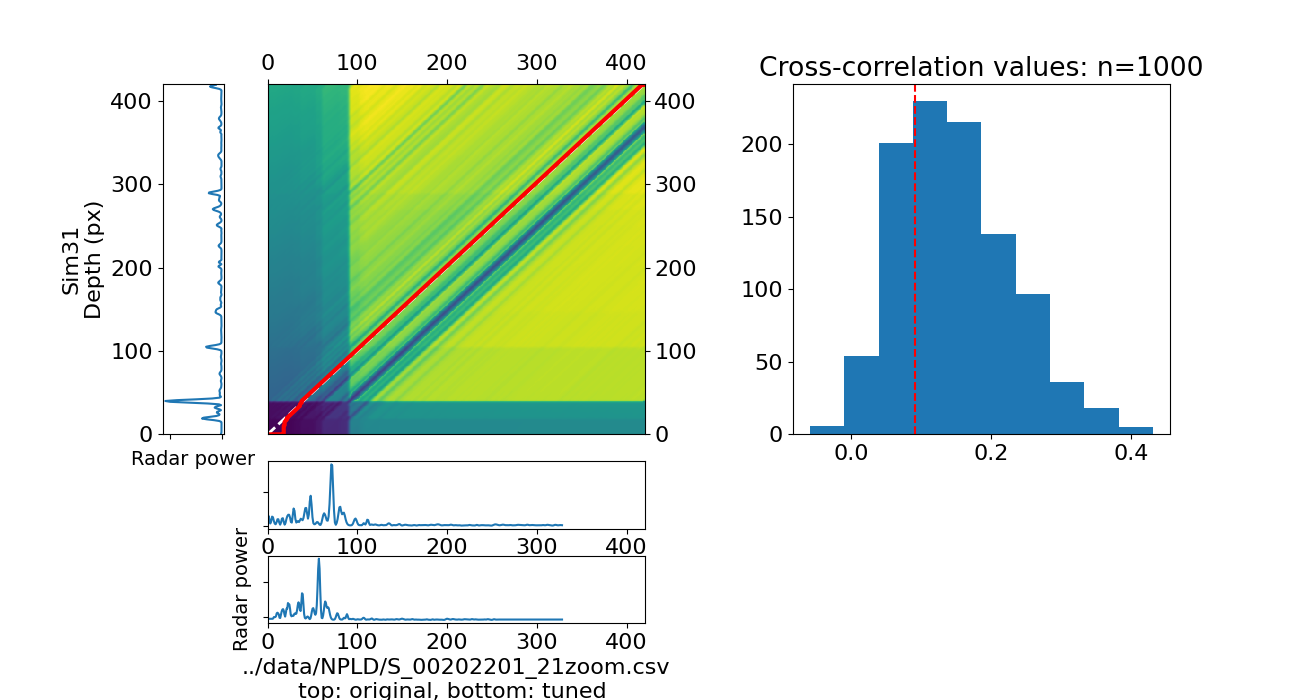 Cross-correlation values: n=1000
0 100 200 300 400
400
300
200
100
0
Sim31
Depth (px)
400
300
200
100
0
200
150
100
50
0
0.0 0.2 0.4
Radar power
0 100 200 300 400
Radar power
0 100 200 300 400
../data/NPLD/S_00202201_21zoom.csv
top: original, bottom: tuned